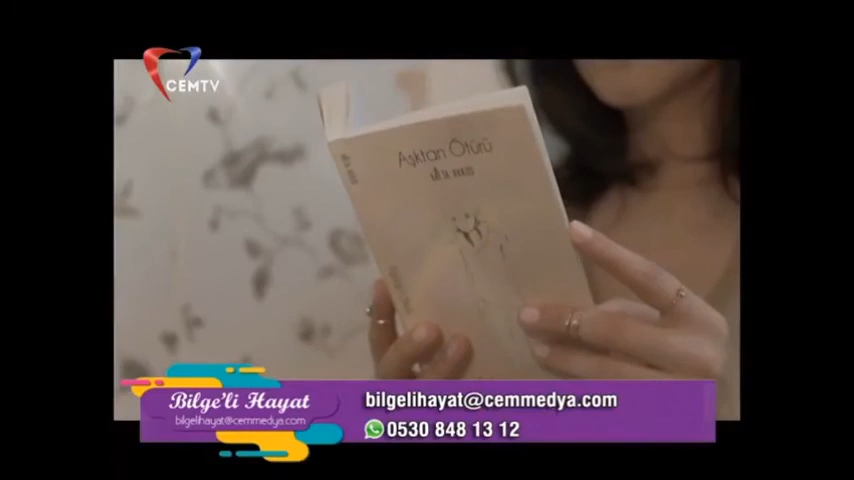 CEMTV
Aşktan Ötürü
Bilge'li Hayat
bilgelihayat@cemmedya.com
bilgelihayat@cemmedya.com
0530 848 13 12